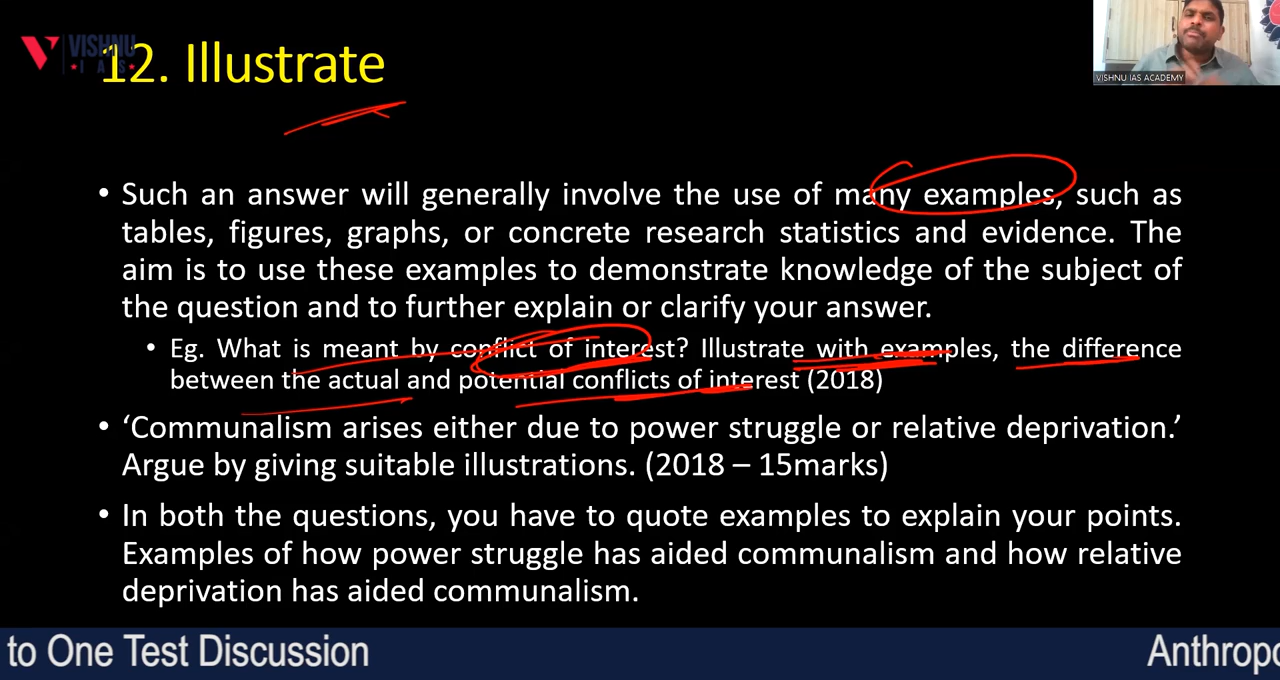 VISHNU
IAS
12. Illustrate
VISHNU IAS ACADEMY
• Such an answer will generally involve the use of many examples, such as
tables, figures, graphs, or concrete research statistics and evidence. The
aim is to use these examples to demonstrate knowledge of the subject of
the question and to further explain or clarify your answer.
• Eg. What is meant by conflict of interest? Illustrate with examples, the difference
between the actual and potential conflicts of interest (2018)
• ‘Communalism arises either due to power struggle or relative deprivation.’
Argue by giving suitable illustrations. (2018 – 15marks)
• In both the questions, you have to quote examples to explain your points.
Examples of how power struggle has aided communalism and how relative
deprivation has aided communalism.
to One Test Discussion
Anthropo